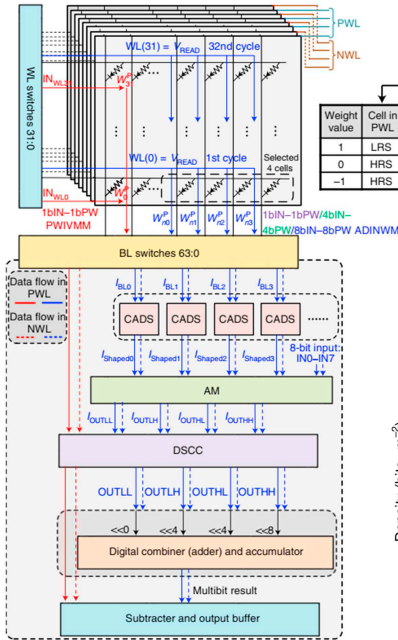 PWL
NWL
WL(31) = V_READ 32nd cycle
WL switches 31:0
IN_WL31
W_3^P
WL(0) = V_READ 1st cycle
Selected
4 cells
IN_WL0
1bIN–1bPW
PWIVMM
W_n0^P W_n1^P W_n2^P W_n3^P
1bIN–1bPW/4bIN–
4bPW/8bIN–8bPW ADINWM
Weight value
Cell in PWL
1 LRS
0 HRS
−1 HRS
BL switches 63:0
Data flow in
PWL
Data flow in
NWL
I_BL0 I_BL1 I_BL2 I_BL3
CADS CADS CADS CADS ······
I_Shaped0 I_Shaped1 I_Shaped2 I_Shaped3
8-bit input:
IN0–IN7
AM
I_OUTLL I_OUTLH I_OUTHL I_OUTHH
DSCC
OUTLL OUTLH OUTHL OUTHH
<<0 <<4 <<4 <<8
Digital combiner (adder) and accumulator
Multibit result
Subtracter and output buffer